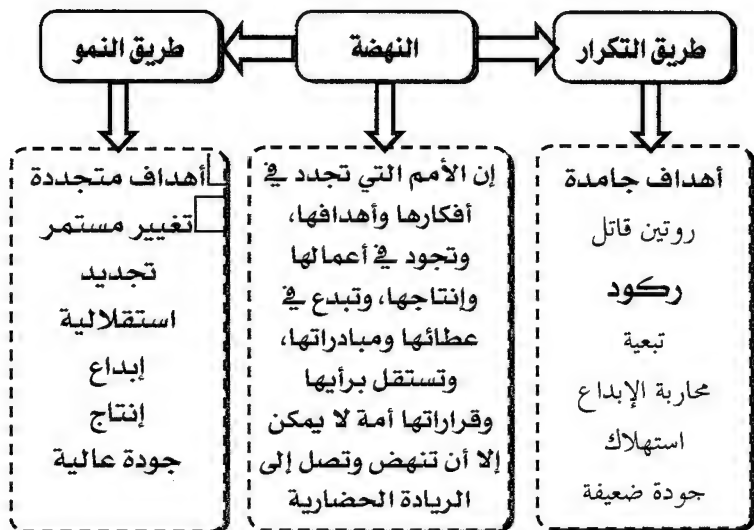 طريق التكرار
النهضة
طريق النمو
أهداف جامدة
روتين قاتل
ركود
تبعية
محاربة الإبداع
استهلاك
جودة ضعيفة
إن الأمم التي تجدد في
أفكارها وأهدافها،
وتجود في أعمالها
وإنتاجها، وتبدع في
عطائها ومبادراتها،
وتستقل برأيها
وقراراتها أمة لا يمكن
إلا أن تنهض وتصل إلى
الريادة الحضارية
أهداف متجددة
تغيير مستمر
تجديد
استقلالية
إبداع
إنتاج
جودة عالية